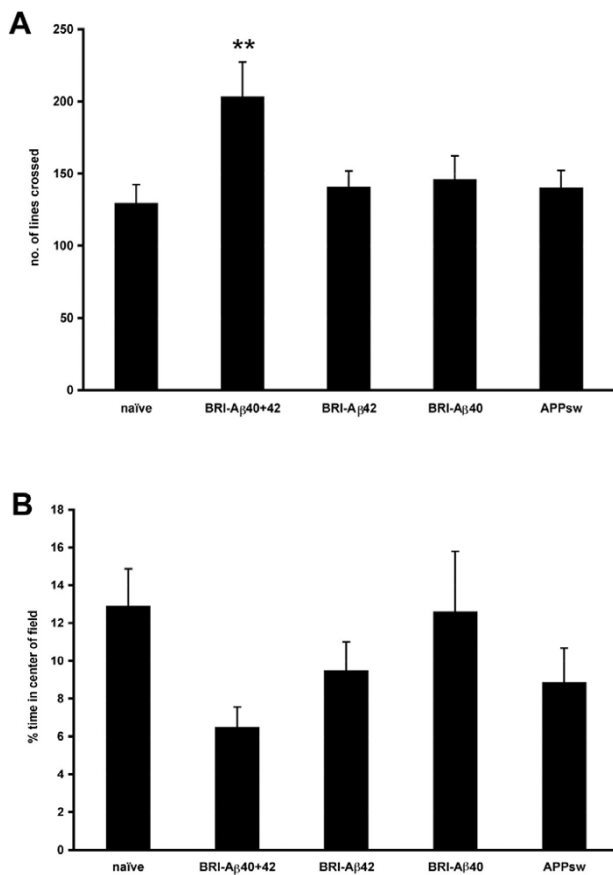 A
250
200
150
100
50
0
no. of lines crossed
**
naïve BRI-Aβ40+42 BRI-Aβ42 BRI-Aβ40 APPsw
B
18
16
14
12
10
8
6
4
2
0
% time in center of field
naïve BRI-Aβ40+42 BRI-Aβ42 BRI-Aβ40 APPsw